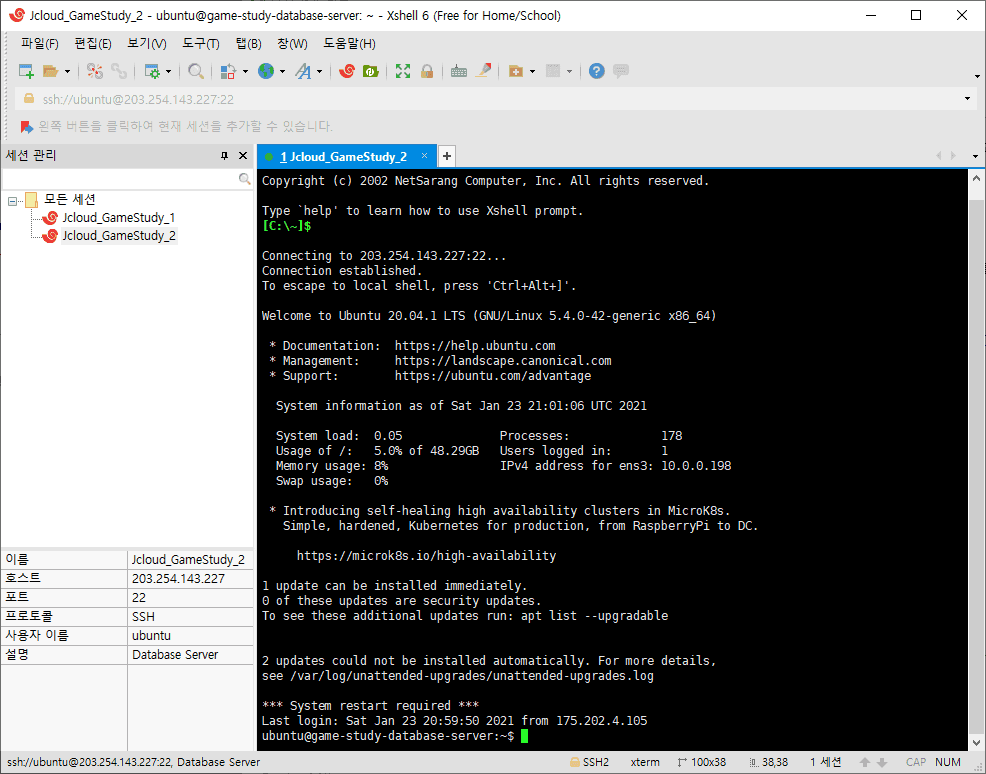 Jcloud_GameStudy_2 - ubuntu@game-study-database-server: ~ - Xshell 6 (Free for Home/School)
파일(F) 편집(E) 보기(V) 도구(T) 탭(B) 창(W) 도움말(H)
ssh://ubuntu@203.254.143.227:22
왼쪽 버튼을 클릭하여 현재 세션을 추가할 수 있습니다.
세션 관리
모든 세션
Jcloud_GameStudy_1
Jcloud_GameStudy_2
이름 Jcloud_GameStudy_2
호스트 203.254.143.227
포트 22
프로토콜 SSH
사용자 이름 ubuntu
설명 Database Server
1 Jcloud_GameStudy_2 × +
Copyright (c) 2002 NetSarang Computer, Inc. All rights reserved.
Type `help' to learn how to use Xshell prompt.
[C:\~]$
Connecting to 203.254.143.227:22...
Connection established.
To escape to local shell, press 'Ctrl+Alt+]'.
Welcome to Ubuntu 20.04.1 LTS (GNU/Linux 5.4.0-42-generic x86_64)
* Documentation: https://help.ubuntu.com
* Management: https://landscape.canonical.com
* Support: https://ubuntu.com/advantage
System information as of Sat Jan 23 21:01:06 UTC 2021
System load: 0.05 Processes: 178
Usage of /: 5.0% of 48.29GB Users logged in: 1
Memory usage: 8% IPv4 address for ens3: 10.0.0.198
Swap usage: 0%
* Introducing self-healing high availability clusters in MicroK8s.
Simple, hardened, Kubernetes for production, from RaspberryPi to DC.
https://microk8s.io/high-availability
1 update can be installed immediately.
0 of these updates are security updates.
To see these additional updates run: apt list --upgradable
2 updates could not be installed automatically. For more details,
see /var/log/unattended-upgrades/unattended-upgrades.log
*** System restart required ***
Last login: Sat Jan 23 20:59:50 2021 from 175.202.4.105
ubuntu@game-study-database-server:~$
ssh://ubuntu@203.254.143.227:22, Database Server SSH2 xterm 100x38 38,38 1 세션 CAP NUM